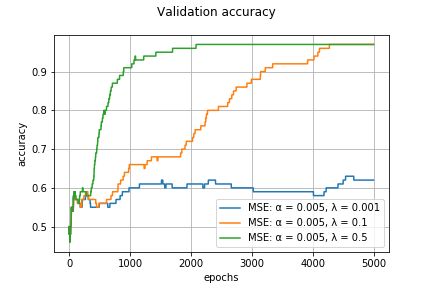 Validation accuracy
accuracy
0.9
0.8
0.7
0.6
0.5
0
1000
2000
3000
4000
5000
epochs
MSE: α = 0.005, λ = 0.001
MSE: α = 0.005, λ = 0.1
MSE: α = 0.005, λ = 0.5